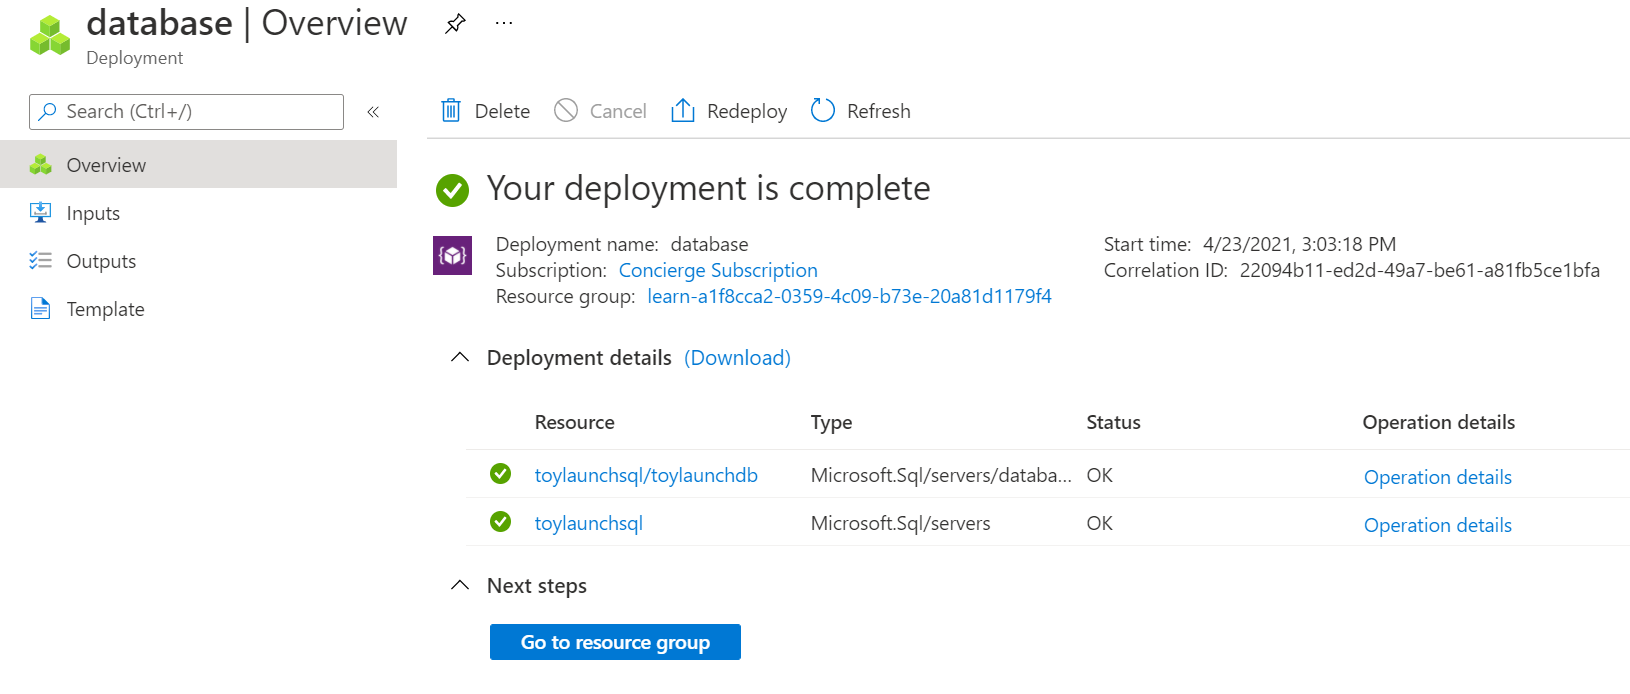 database | Overview
Deployment
Search (Ctrl+/)
«
Overview
Inputs
Outputs
Template
Delete
Cancel
Redeploy
Refresh
Your deployment is complete
Deployment name: database
Subscription: Concierge Subscription
Resource group: learn-a1f8cca2-0359-4c09-b73e-20a81d1179f4
Start time: 4/23/2021, 3:03:18 PM
Correlation ID: 22094b11-ed2d-49a7-be61-a81fb5ce1bfa
Deployment details (Download)
Resource Type Status Operation details
toylaunchsql/toylaunchdb Microsoft.Sql/servers/databa... OK Operation details
toylaunchsql Microsoft.Sql/servers OK Operation details
Next steps
Go to resource group